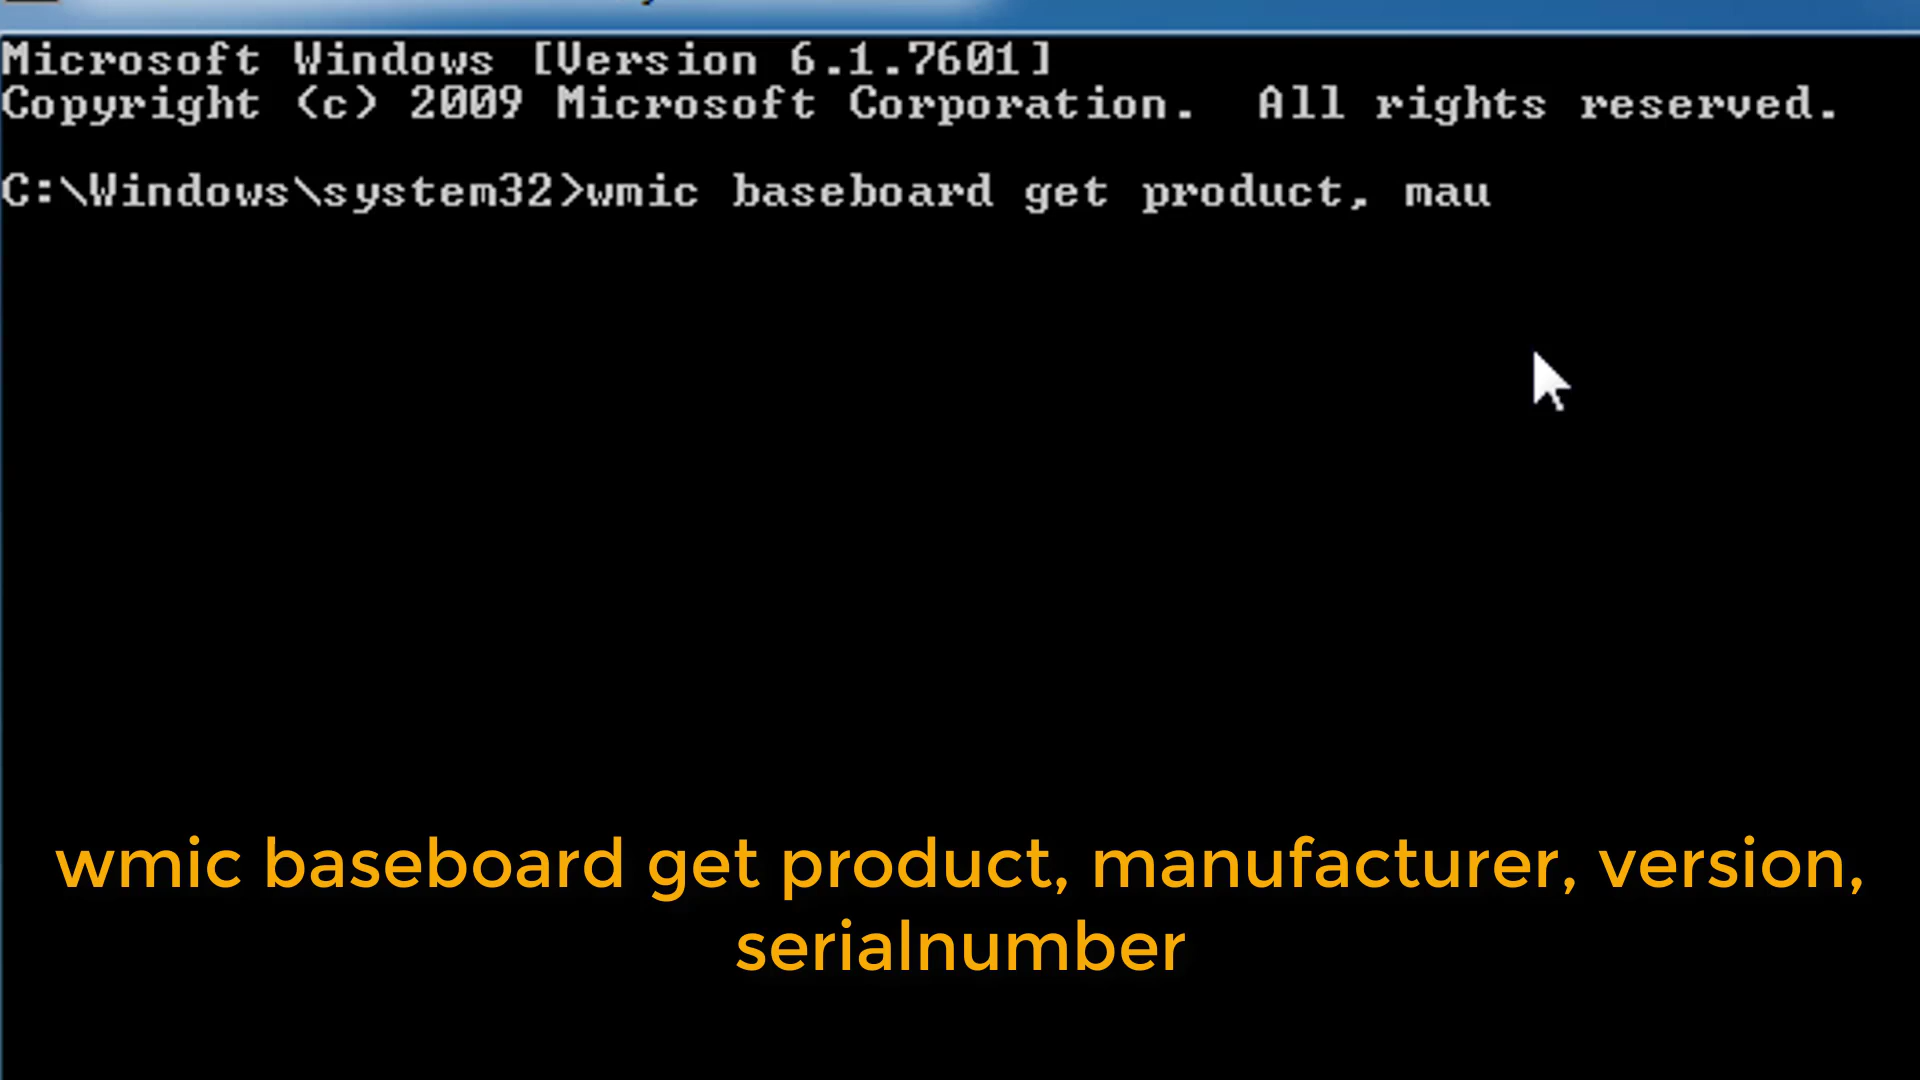 Microsoft Windows [Version 6.1.7601]
Copyright (c) 2009 Microsoft Corporation.  All rights reserved.
C:\Windows\system32>wmic baseboard get product, mau
wmic baseboard get product, manufacturer, version,
serialnumber